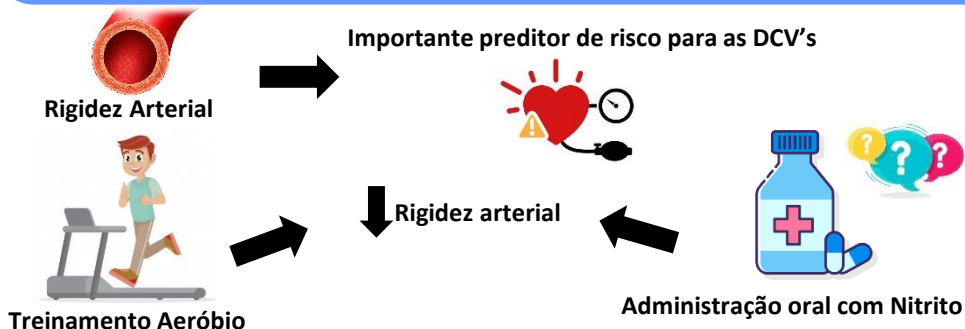 Importante preditor de risco para as DCV's
Rigidez Arterial
Rigidez arterial
? ? ?
Treinamento Aeróbio
Administração oral com Nitrito